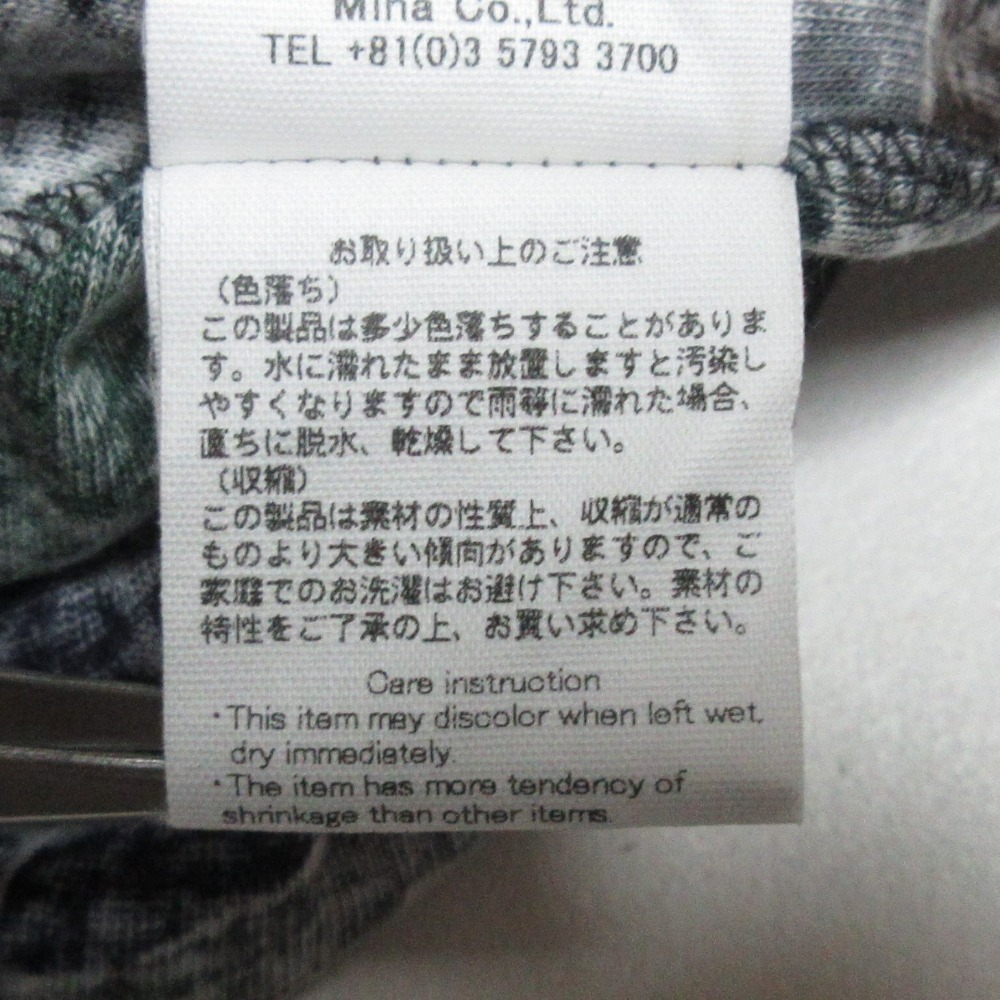 Mina Co.,Ltd.
TEL +81(0)3 5793 3700
お取り扱い上のご注意
（色落ち）
この製品は多少色落ちすることがありま
す。水に濡れたまま放置しますと汚染し
やすくなりますので雨等に濡れた場合、
直ちに脱水、乾燥して下さい。
（収縮）
この製品は素材の性質上、収縮が通常の
ものより大きい傾向がありますので、ご
家庭でのお洗濯はお避け下さい。素材の
特性をご了承の上、お買い求め下さい。
Care instruction
・This item may discolor when left wet,
dry immediately.
・The item has more tendency of
shrinkage than other items.